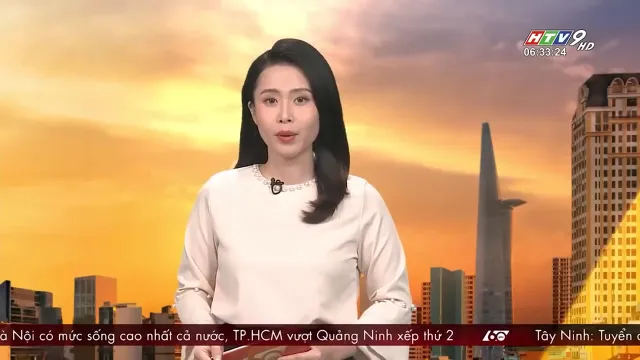 HTV9 HD
06:33:24
à Nội có mức sống cao nhất cả nước, TP.HCM vượt Quảng Ninh xếp thứ 2
60 Tây Ninh: Tuyển